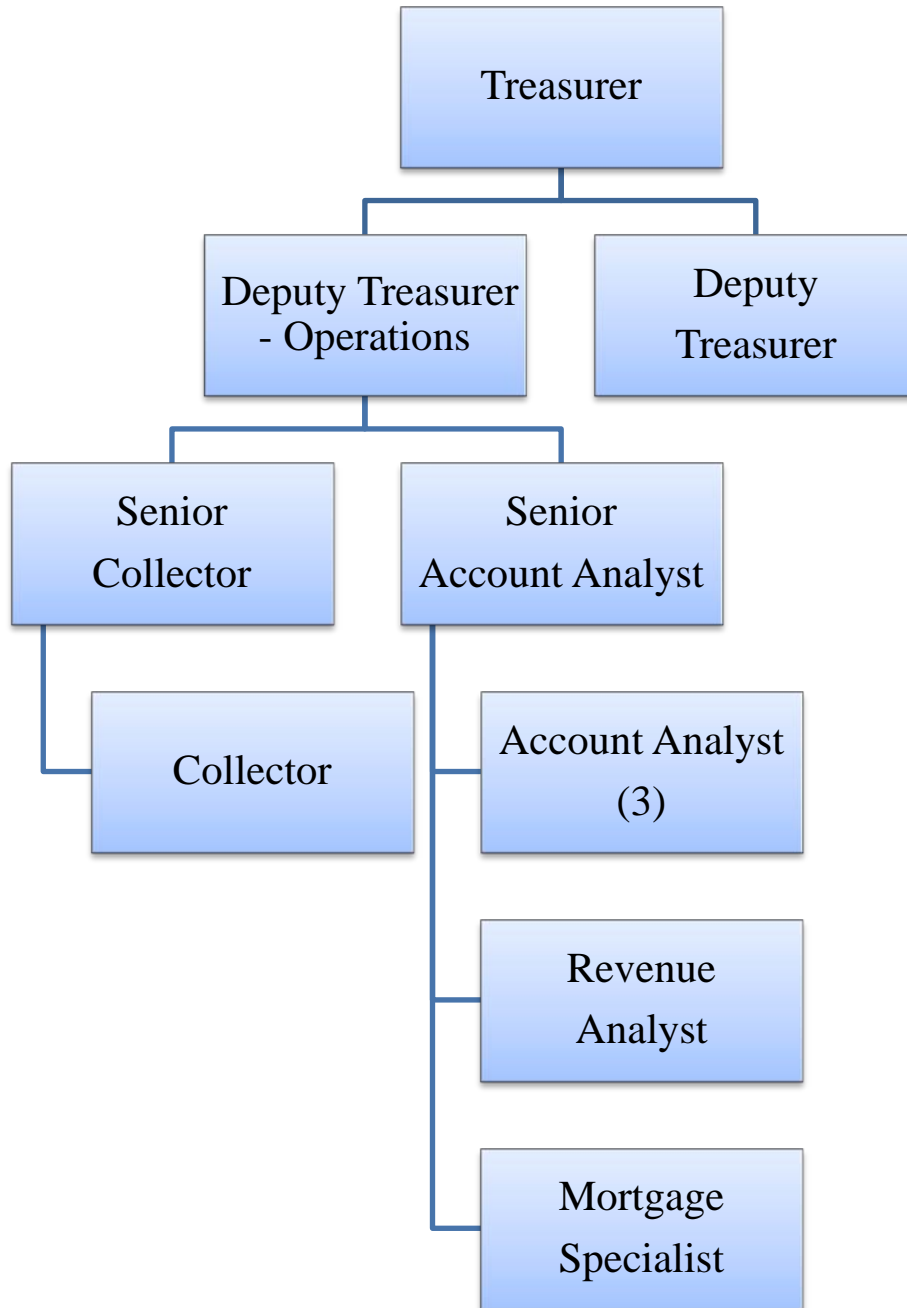 Treasurer
Deputy Treasurer
- Operations
Deputy
Treasurer
Senior
Collector
Senior
Account Analyst
Collector
Account Analyst
(3)
Revenue
Analyst
Mortgage
Specialist